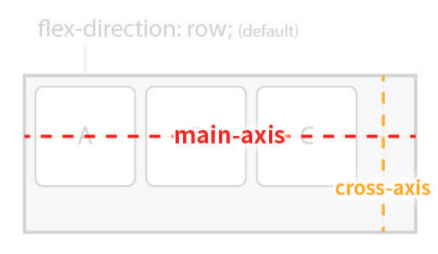 flex-direction: row; (default)
A
main-axis
C
cross-axis